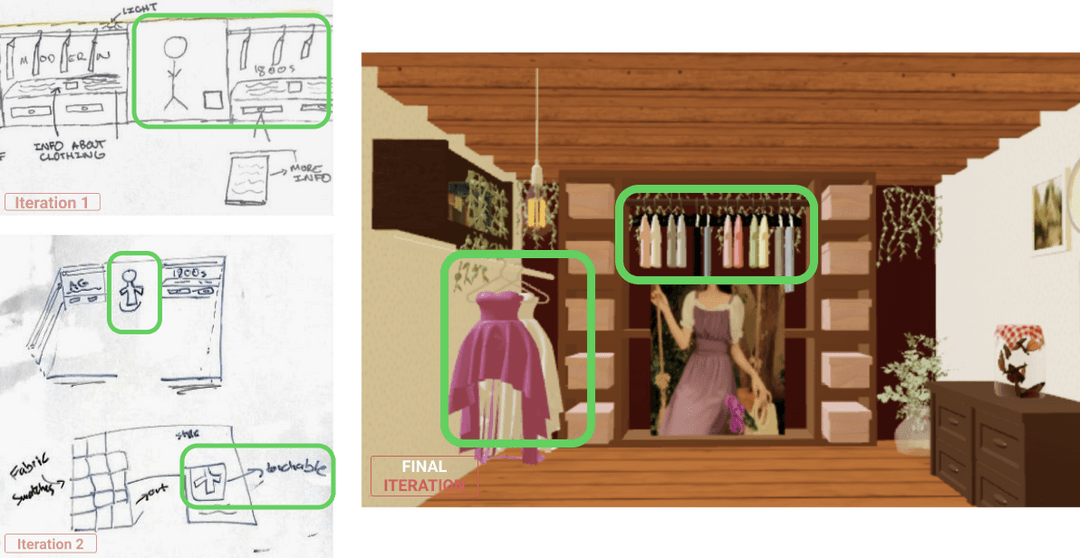 LIGHT
MODERN
1800s
INFO ABOUT
CLOTHING
MORE
INFO
Iteration 1
1800s
AG
Fabric
Swatches
touchable
Iteration 2
FINAL
ITERATION